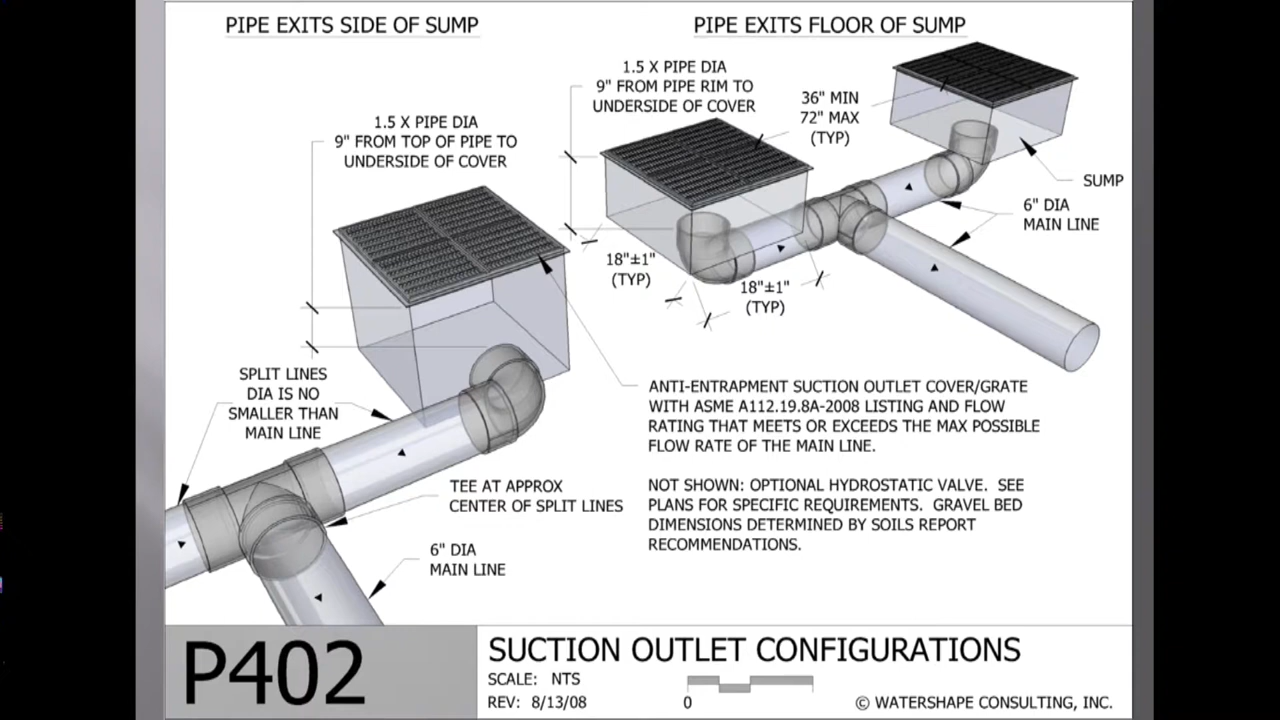 PIPE EXITS SIDE OF SUMP
PIPE EXITS FLOOR OF SUMP
1.5 X PIPE DIA
9" FROM PIPE RIM TO
UNDERSIDE OF COVER
36" MIN
72" MAX
(TYP)
1.5 X PIPE DIA
9" FROM TOP OF PIPE TO
UNDERSIDE OF COVER
SUMP
6" DIA
MAIN LINE
18"±1"
(TYP)
18"±1"
(TYP)
SPLIT LINES
DIA IS NO
SMALLER THAN
MAIN LINE
ANTI-ENTRAPMENT SUCTION OUTLET COVER/GRATE
WITH ASME A112.19.8A-2008 LISTING AND FLOW
RATING THAT MEETS OR EXCEEDS THE MAX POSSIBLE
FLOW RATE OF THE MAIN LINE.
TEE AT APPROX
CENTER OF SPLIT LINES
NOT SHOWN: OPTIONAL HYDROSTATIC VALVE. SEE
PLANS FOR SPECIFIC REQUIREMENTS. GRAVEL BED
DIMENSIONS DETERMINED BY SOILS REPORT
RECOMMENDATIONS.
6" DIA
MAIN LINE
P402
SUCTION OUTLET CONFIGURATIONS
SCALE: NTS
REV: 8/13/08
0
© WATERSHAPE CONSULTING, INC.